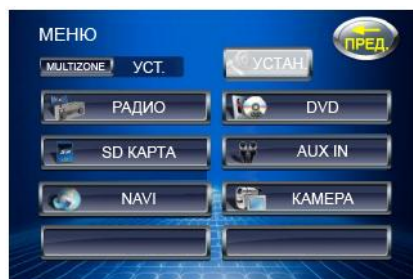 МЕНЮ
ПРЕД.
MULTIZONE УСТ.
УСТАН.
РАДИО
DVD
SD КАРТА
AUX IN
NAVI
КАМЕРА